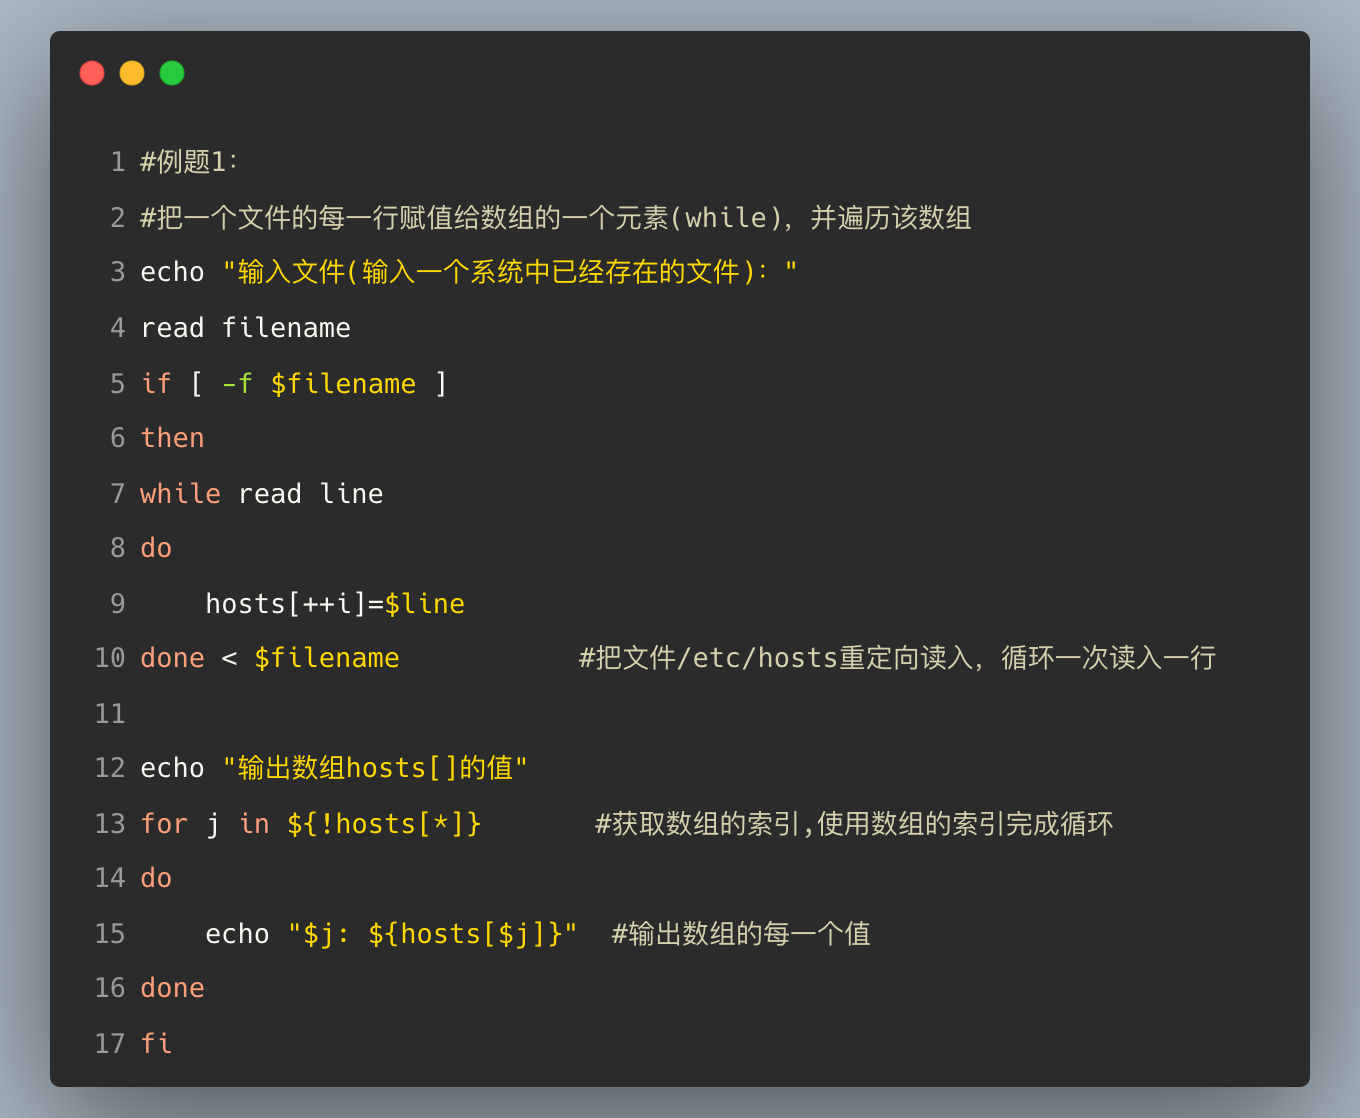 1 #例题1：
2 #把一个文件的每一行赋值给数组的一个元素(while)，并遍历该数组
3 echo "输入文件(输入一个系统中已经存在的文件)："
4 read filename
5 if [ -f $filename ]
6 then
7 while read line
8 do
9     hosts[++i]=$line
10 done < $filename           #把文件/etc/hosts重定向读入，循环一次读入一行
11
12 echo "输出数组hosts[]的值"
13 for j in ${!hosts[*]}       #获取数组的索引,使用数组的索引完成循环
14 do
15     echo "$j: ${hosts[$j]}"  #输出数组的每一个值
16 done
17 fi